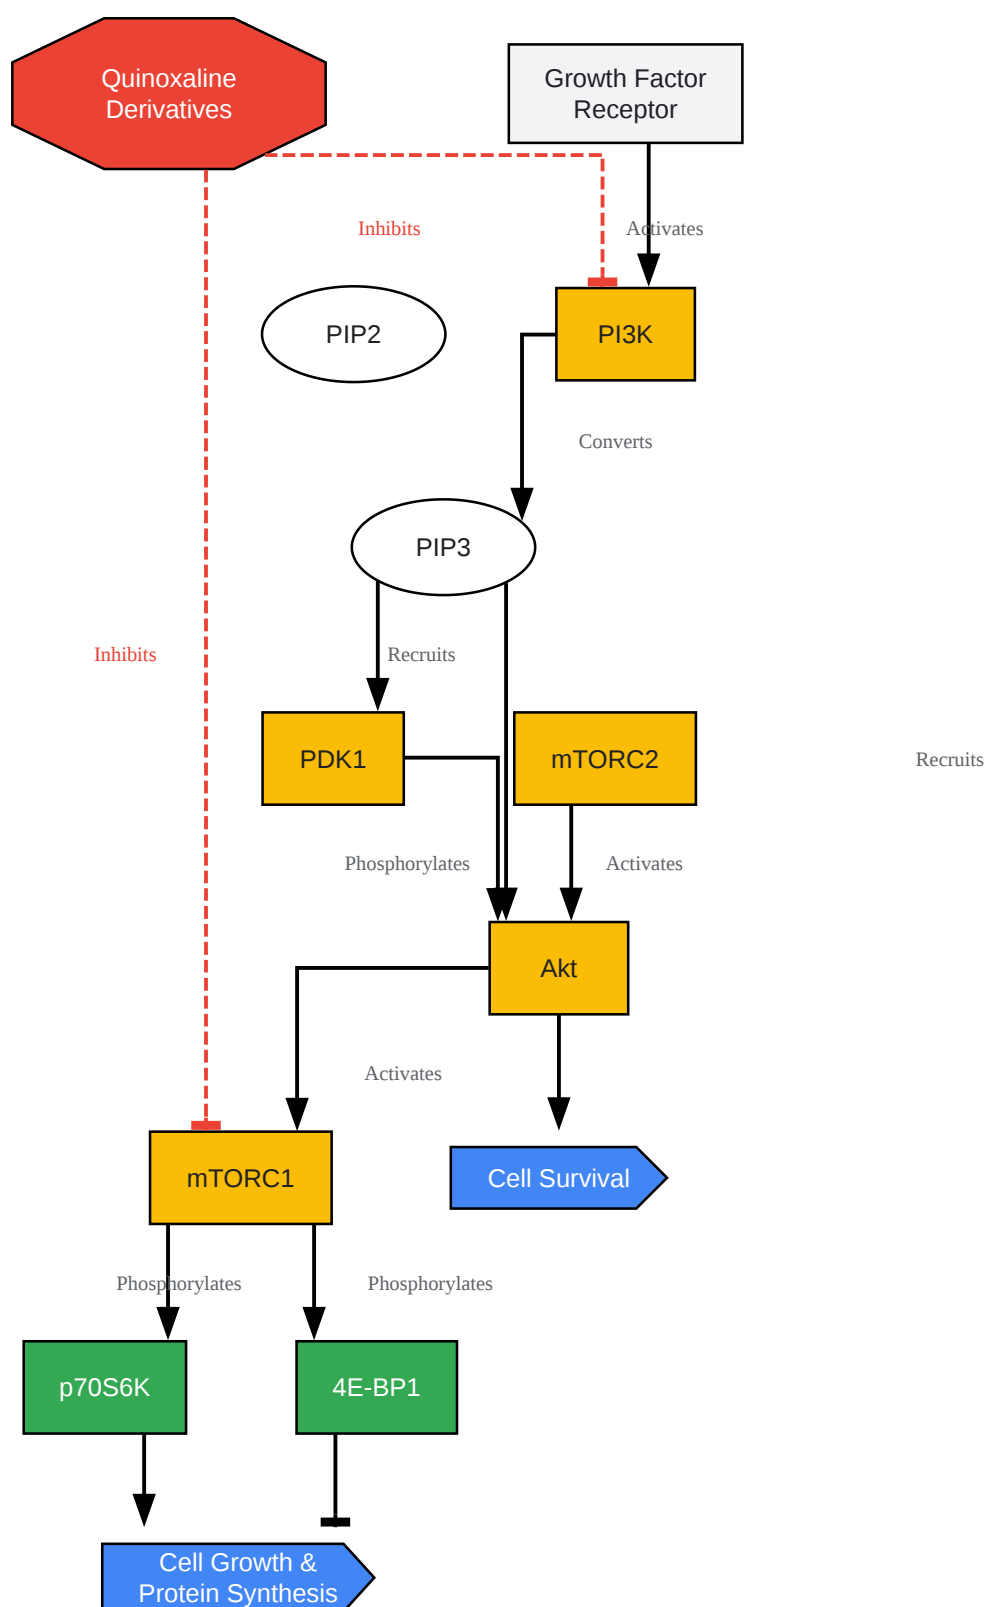 Quinoxaline
Derivatives
Growth Factor
Receptor
Inhibits
Activates
PIP2
PI3K
Converts
PIP3
Inhibits
Recruits
PDK1
mTORC2
Recruits
Phosphorylates
Activates
Akt
Activates
mTORC1
Cell Survival
Phosphorylates
Phosphorylates
p70S6K
4E-BP1
Cell Growth &
Protein Synthesis